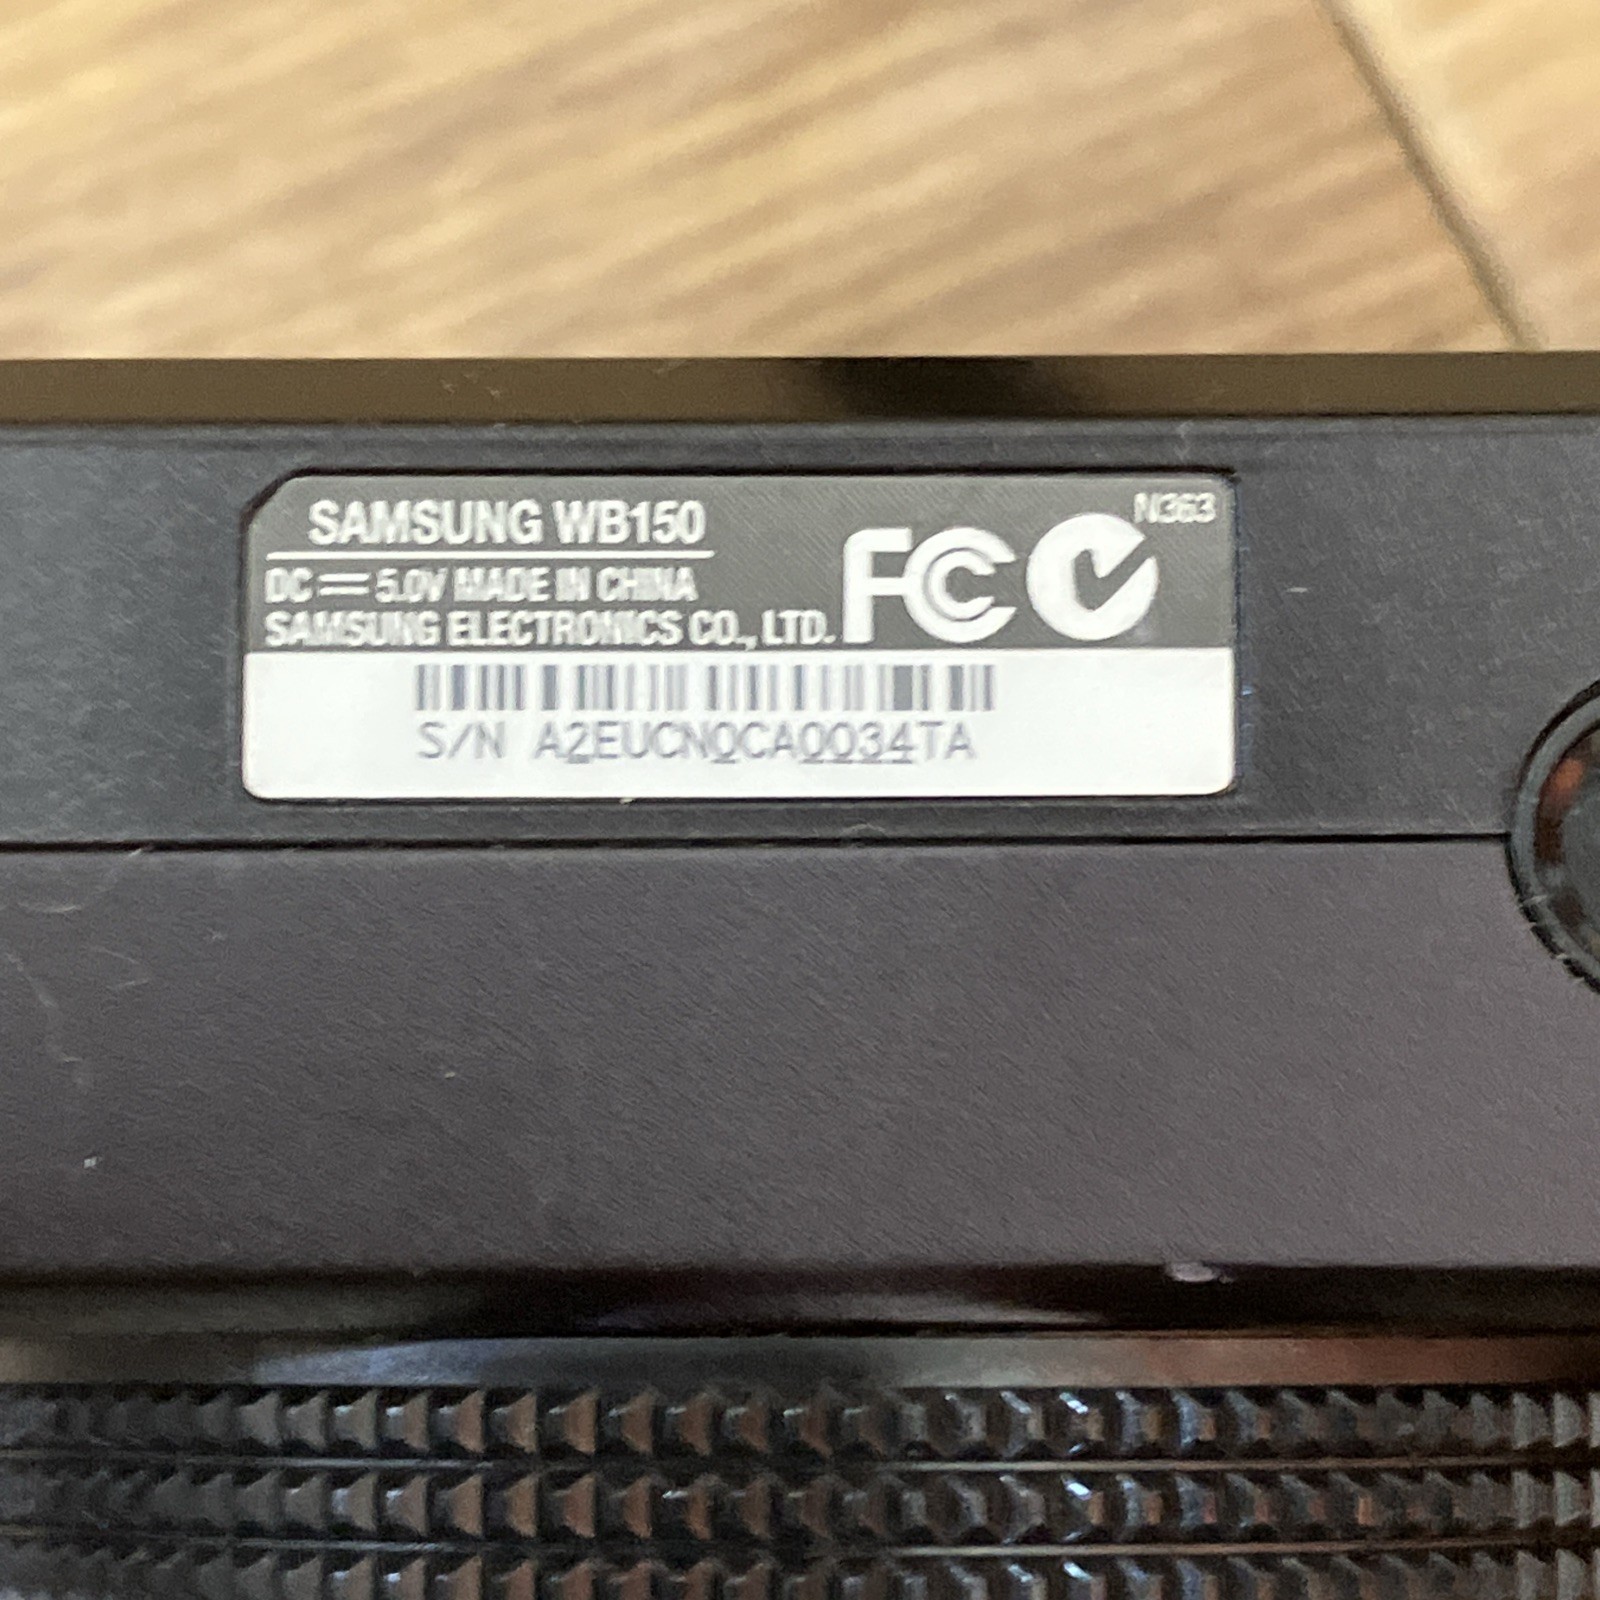 SAMSUNG WB150
N363
DC ⎓ 5.0V MADE IN CHINA
SAMSUNG ELECTRONICS CO., LTD.
FC
S/N A2EUCN0CA0034TA